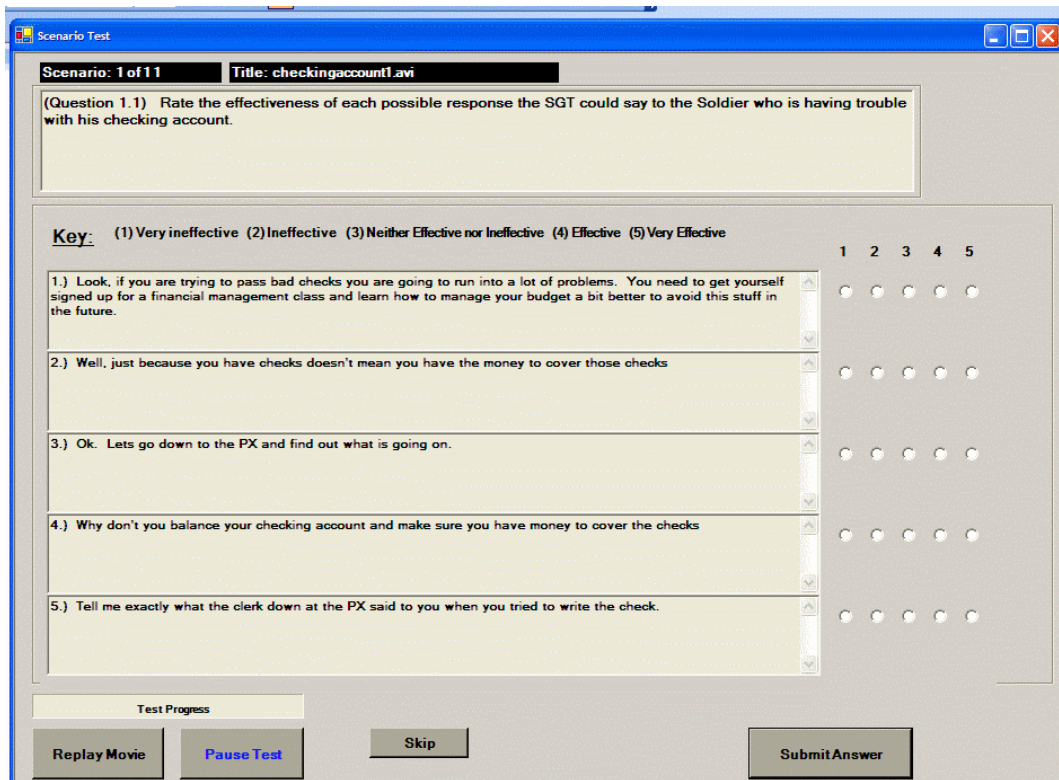 Scenario Test
Scenario: 1 of 11 Title: checkingaccount1.avi
(Question 1.1) Rate the effectiveness of each possible response the SGT could say to the Soldier who is having trouble
with his checking account.
Key: (1) Very ineffective (2) Ineffective (3) Neither Effective nor Ineffective (4) Effective (5) Very Effective
1 2 3 4 5
1.) Look, if you are trying to pass bad checks you are going to run into a lot of problems. You need to get yourself
signed up for a financial management class and learn how to manage your budget a bit better to avoid this stuff in
the future.
2.) Well, just because you have checks doesn't mean you have the money to cover those checks
3.) Ok. Lets go down to the PX and find out what is going on.
4.) Why don't you balance your checking account and make sure you have money to cover the checks
5.) Tell me exactly what the clerk down at the PX said to you when you tried to write the check.
Test Progress
Replay Movie Pause Test Skip Submit Answer